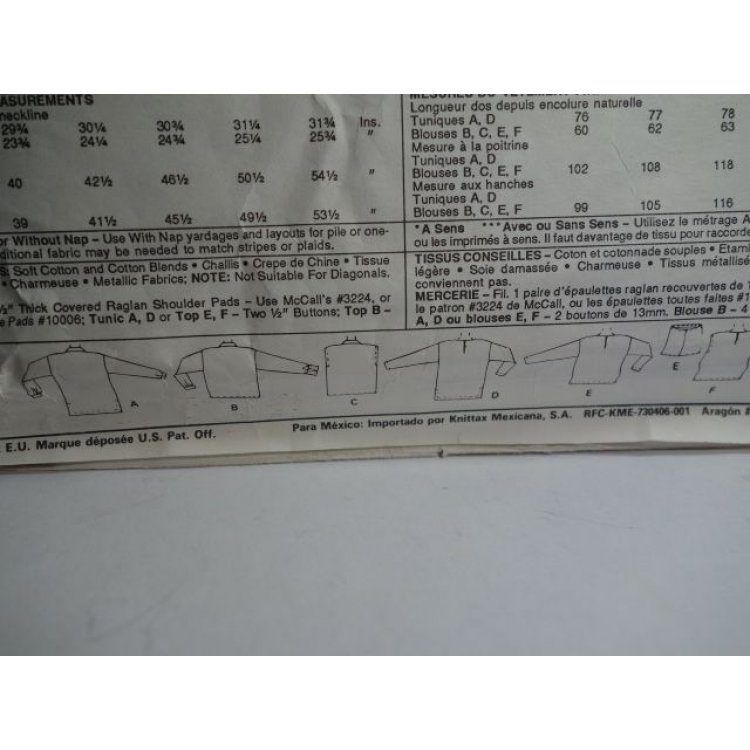 ASUREMENTS
neckline
29¾ 30¼ 30¾ 31¼ 31¾ Ins.
23¾ 24¼ 24¾ 25¼ 25¾ "
40 42½ 46½ 50½ 54½ "
39 41½ 45½ 49½ 53½ "
or Without Nap – Use With Nap yardages and layouts for pile or one-
ditional fabric may be needed to match stripes or plaids.
Soft Cotton and Cotton Blends • Challis • Crepe de Chine • Tissue
• Charmeuse • Metallic Fabrics; NOTE: Not Suitable For Diagonals.
½" Thick Covered Raglan Shoulder Pads – Use McCall's #3224, or
Pads #10006; Tunic A, D or Top E, F – Two ½" Buttons; Top B –
MESURES DU VETEMENT
Longueur dos depuis encolure naturelle
Tuniques A, D 76 77 78
Blouses B, C, E, F 60 62 63
Mesure à la poitrine
Tuniques A, D
Blouses B, C, E, F 102 108 118
Mesure aux hanches
Tuniques A, D
Blouses B, C, E, F 99 105 116
*A Sens ***Avec ou Sans Sens – Utilisez le métrage A
ou les imprimés à sens. Il faut davantage de tissu pour raccorde
TISSUS CONSEILLES – Coton et cotonnade souples • Etam
légère • Soie damassée • Charmeuse • Tissus métallisé
conviennent pas.
MERCERIE – Fil. 1 paire d'épaulettes raglan recouvertes de 1
le patron #3224 de McCall, ou les épaulettes toutes faites #1
A, D ou blouses E, F – 2 boutons de 13mm. Blouse B – 4
A B C D E E F
E.U. Marque déposée U.S. Pat. Off. Para México: Importado por Knittax Mexicana, S.A. RFC-KME-730406-001 Aragón #